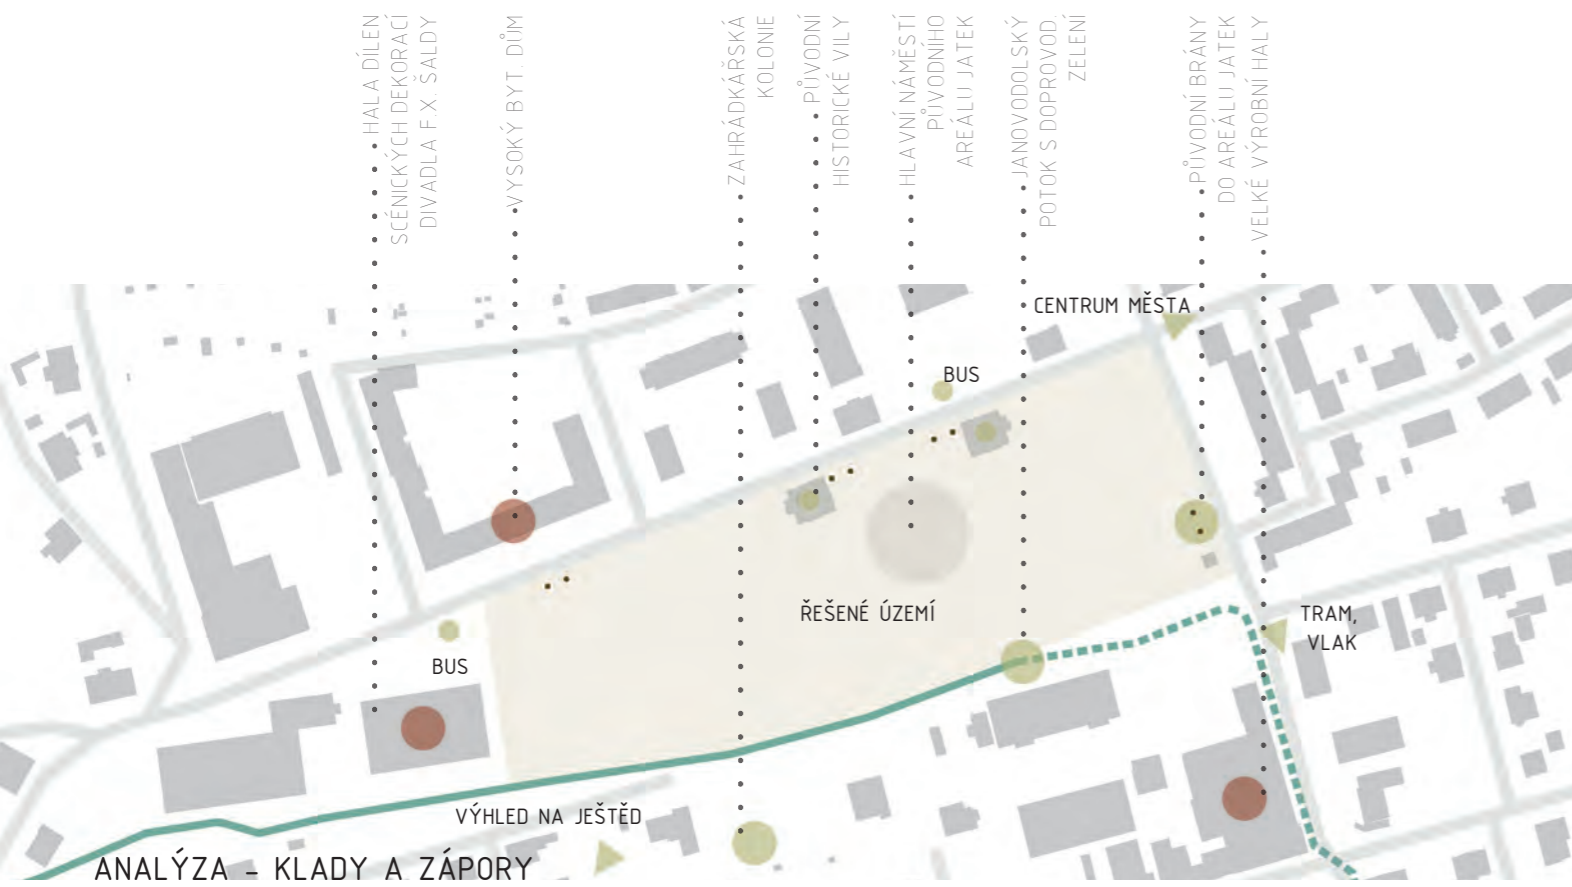 HALA DÍLEN
SCÉNICKÝCH DEKORACÍ
DIVADLA F.X. ŠALDY
VYSOKÝ BYT. DŮM
ZAHRÁDKÁŘSKÁ
KOLONIE
PŮVODNÍ
HISTORICKÉ VILY
HLAVNÍ NÁMĚSTÍ
PŮVODNÍHO
AREÁLU JATEK
JANOVODOLSKÝ
POTOK S DOPROVOD.
ZELENÍ
PŮVODNÍ BRÁNY
DO AREÁLU JATEK
VELKÉ VÝROBNÍ HALY
CENTRUM MĚSTA
BUS
ŘEŠENÉ ÚZEMÍ
TRAM,
VLAK
BUS
VÝHLED NA JEŠTĚD
ANALÝZA - KLADY A ZÁPORY